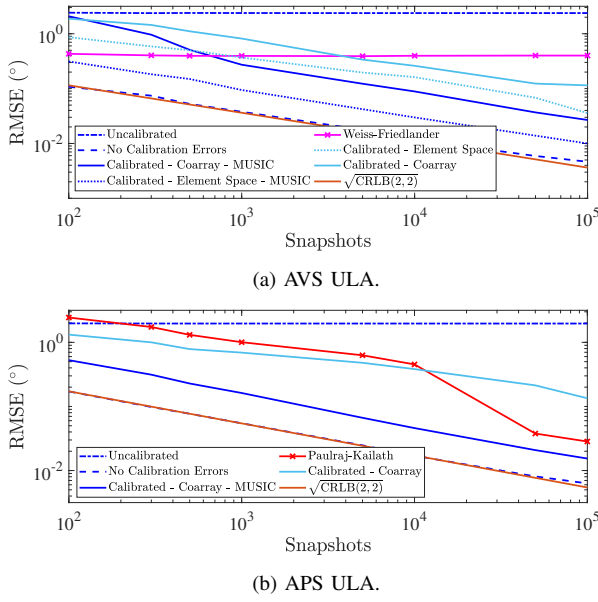 10^0
10^-2
RMSE (°)
Uncalibrated
No Calibration Errors
Calibrated - Coarray - MUSIC
Calibrated - Element Space - MUSIC
Weiss-Friedlander
Calibrated - Element Space
Calibrated - Coarray
√CRLB(2, 2)
10^2
10^3
10^4
10^5
Snapshots
(a) AVS ULA.
10^0
10^-2
RMSE (°)
Uncalibrated
No Calibration Errors
Calibrated - Coarray - MUSIC
Paulraj-Kailath
Calibrated - Coarray
√CRLB(2, 2)
10^2
10^3
10^4
10^5
Snapshots
(b) APS ULA.